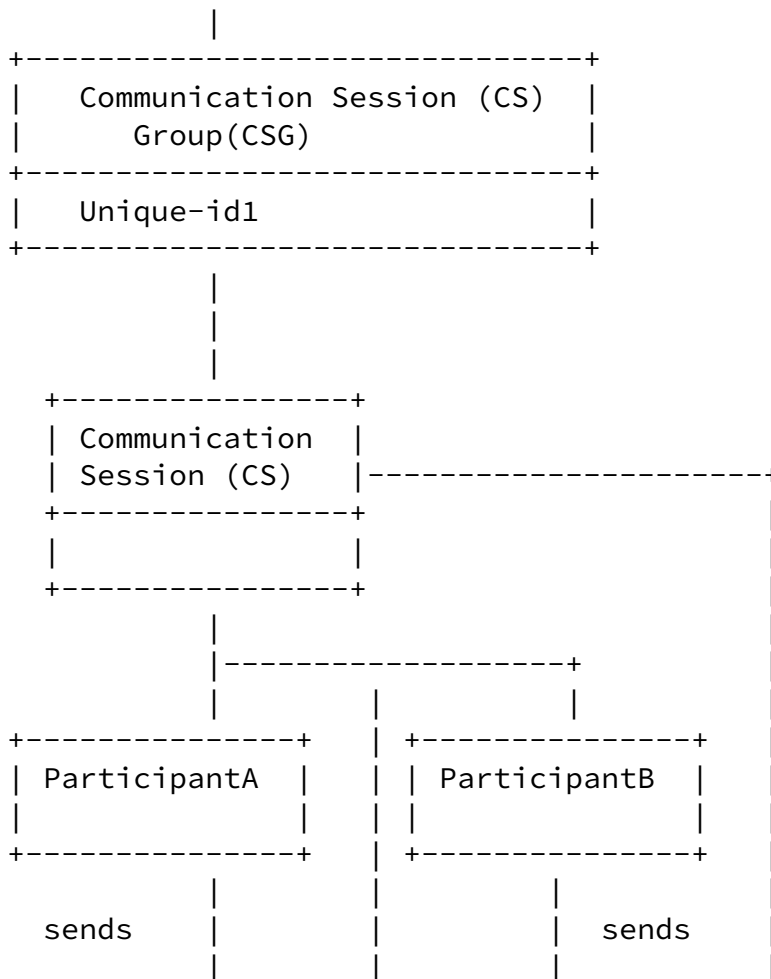 Communication Session (CS)
Group(CSG)
Unique-id1
Communication
Session (CS)
ParticipantA ParticipantB
sends sends